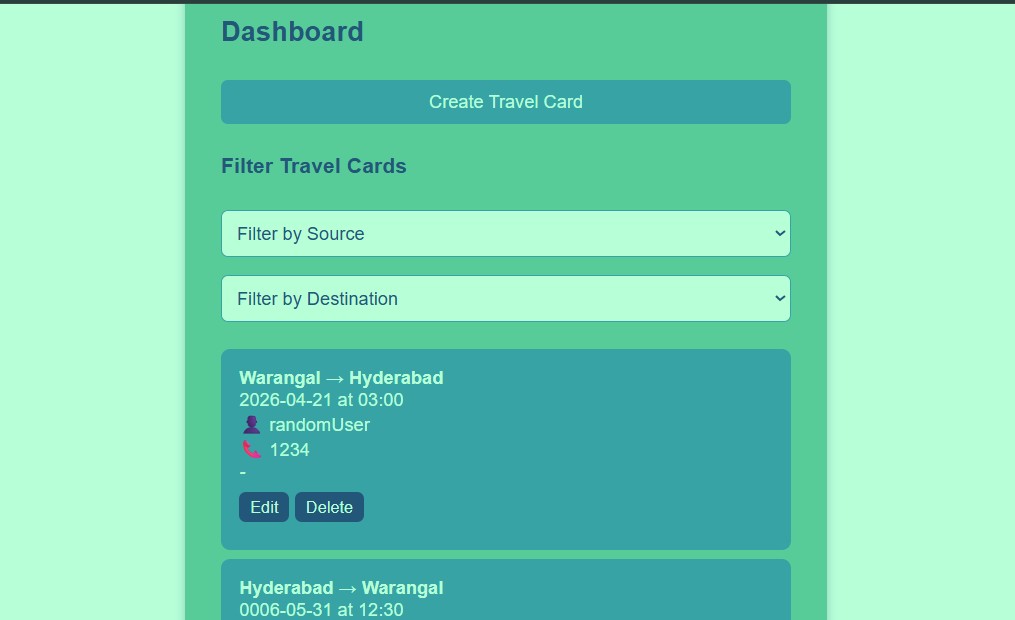 Dashboard
Create Travel Card
Filter Travel Cards
Filter by Source
Filter by Destination
Warangal → Hyderabad
2026-04-21 at 03:00
randomUser
1234
-
Edit Delete
Hyderabad → Warangal
0006-05-31 at 12:30